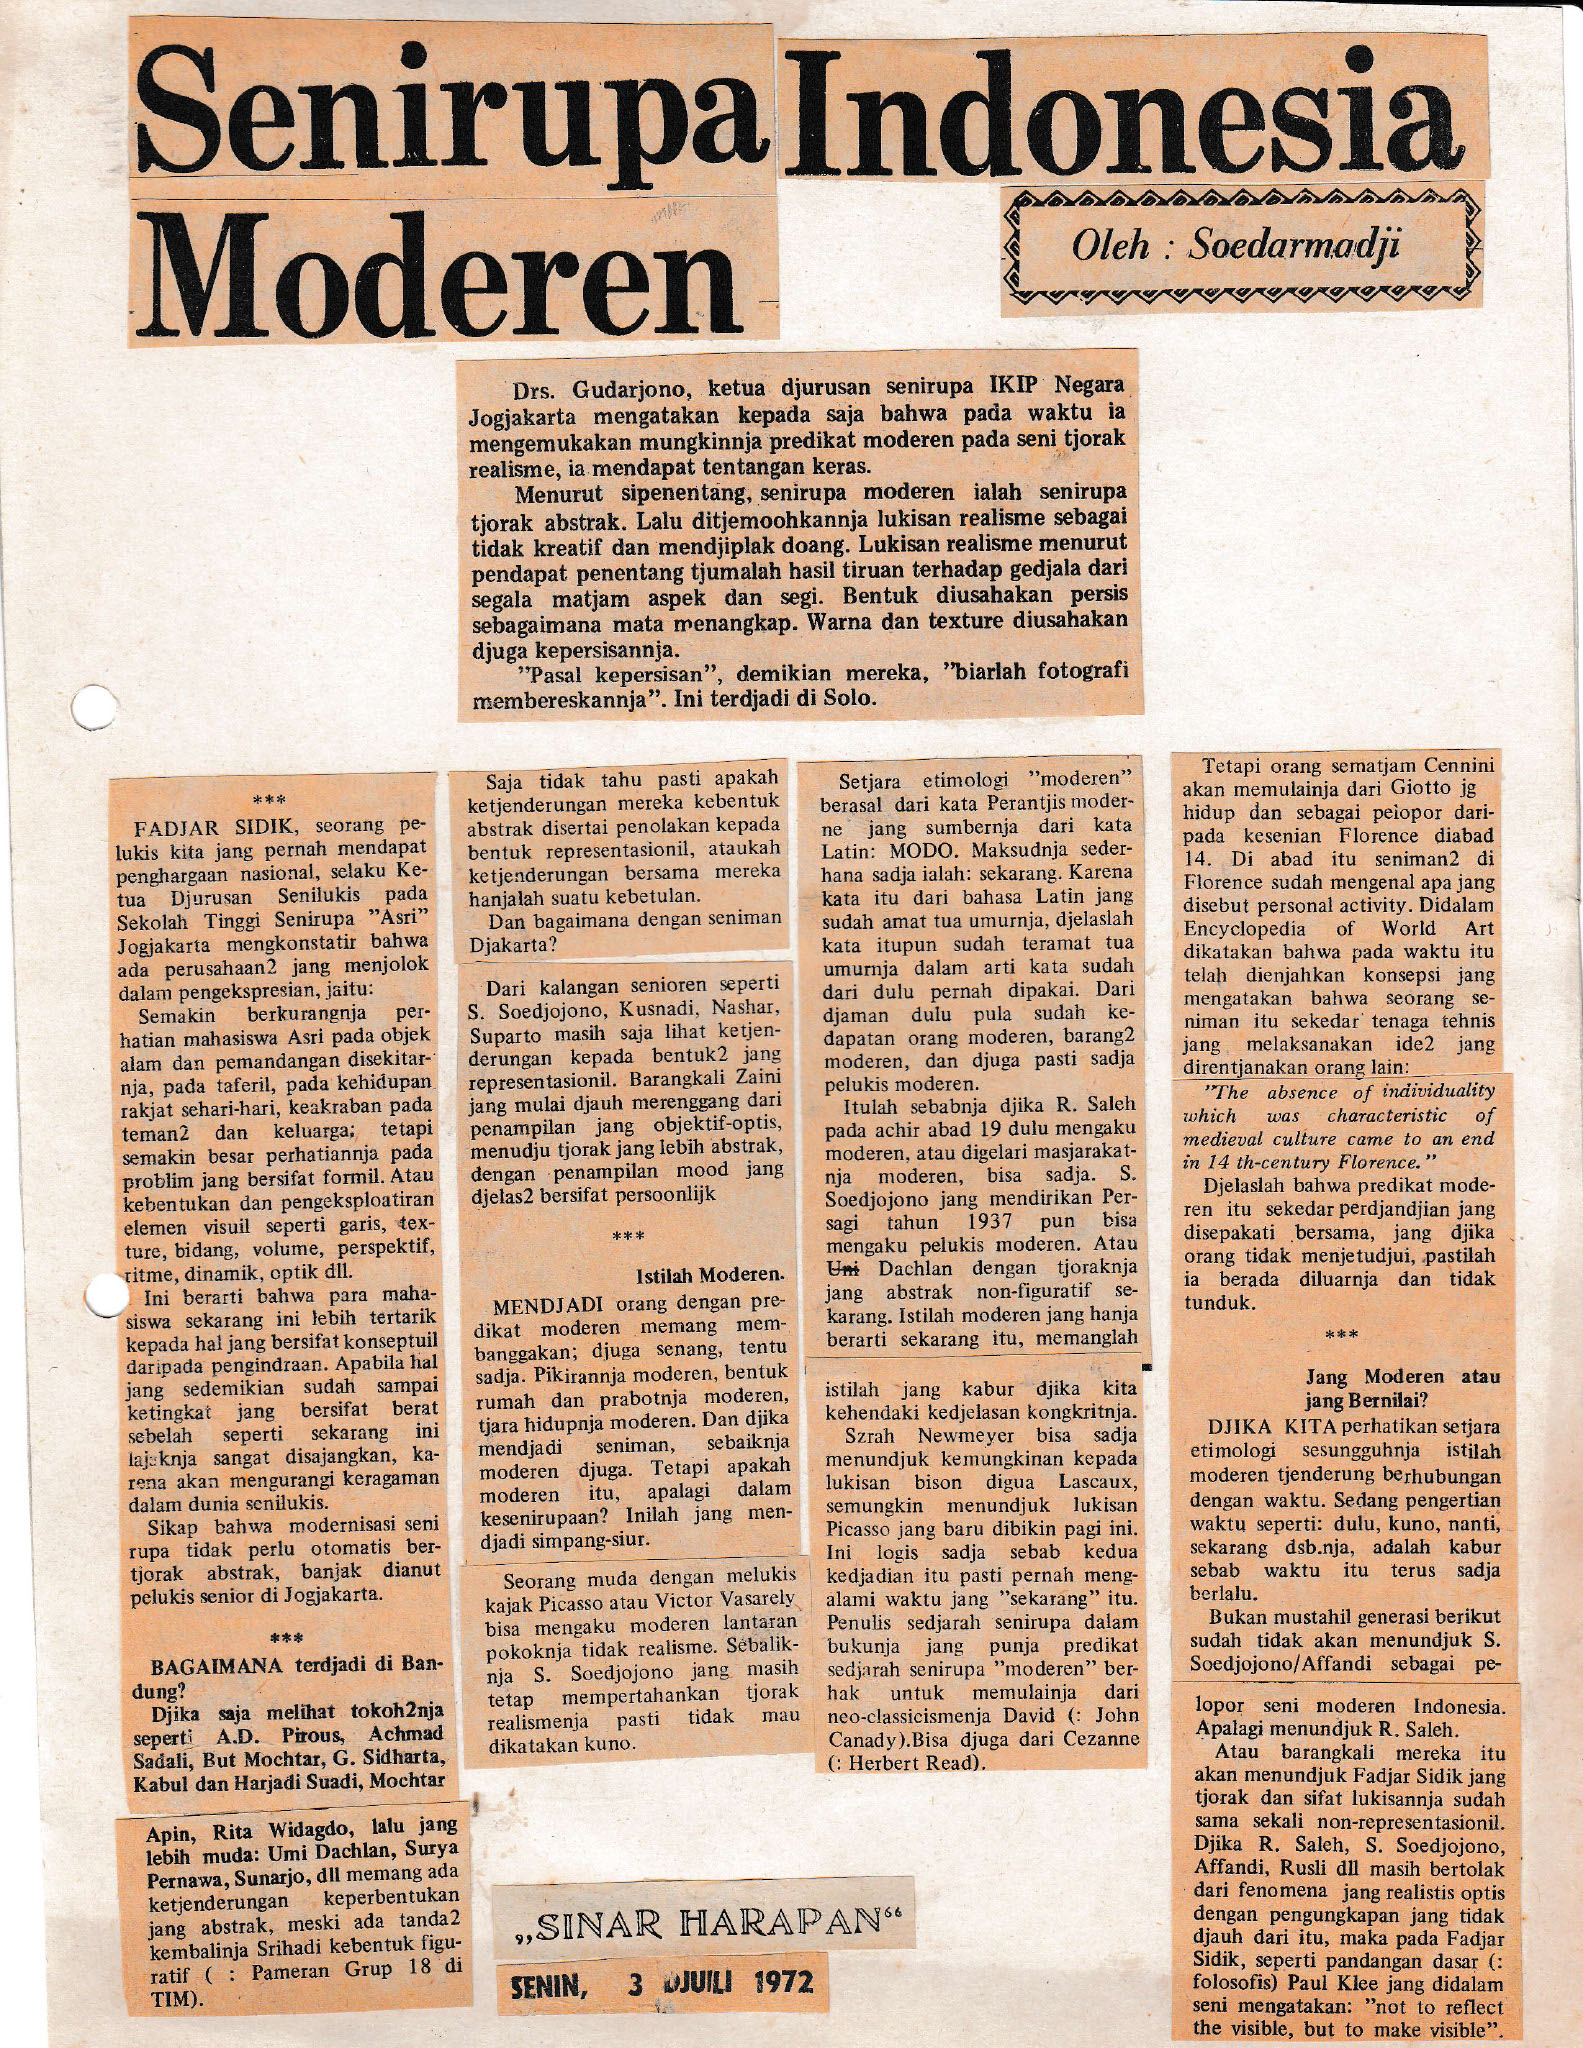 Senirupa Indonesia
Moderen
Oleh : Soedarmadji
Drs. Gudarjono, ketua djurusan senirupa IKIP Negara
Jogjakarta mengatakan kepada saja bahwa pada waktu ia
mengemukakan mungkinnja predikat moderen pada seni tjorak
realisme, ia mendapat tentangan keras.
Menurut sipenentang, senirupa moderen ialah senirupa
tjorak abstrak. Lalu ditjemoohkannja lukisan realisme sebagai
tidak kreatif dan mendjiplak doang. Lukisan realisme menurut
pendapat penentang tjumalah hasil tiruan terhadap gedjala dari
segala matjam aspek dan segi. Bentuk diusahakan persis
sebagaimana mata menangkap. Warna dan texture diusahakan
djuga kepersisannja.
"Pasal kepersisan", demikian mereka, "biarlah fotografi
membereskannja". Ini terdjadi di Solo.
***
FADJAR SIDIK, seorang pe-
lukis kita jang pernah mendapat
penghargaan nasional, selaku Ke-
tua Djurusan Senilukis pada
Sekolah Tinggi Senirupa "Asri"
Jogjakarta mengkonstatir bahwa
ada perusahaan2 jang menjolok
dalam pengekspresian, jaitu:
Semakin berkurangnja per-
hatian mahasiswa Asri pada objek
alam dan pemandangan disekitar-
nja, pada taferil, pada kehidupan
rakjat sehari-hari, keakraban pada
teman2 dan keluarga; tetapi
semakin besar perhatiannja pada
problim jang bersifat formil. Atau
kebentukan dan pengeksploatiran
elemen visuil seperti garis, tex-
ture, bidang, volume, perspektif,
ritme, dinamik, optik dll.
Ini berarti bahwa para maha-
siswa sekarang ini lebih tertarik
kepada hal jang bersifat konseptuil
daripada pengindraan. Apabila hal
jang sedemikian sudah sampai
ketingkat jang bersifat berat
sebelah seperti sekarang ini
lajaknja sangat disajangkan, ka-
rena akan mengurangi keragaman
dalam dunia senilukis.
Sikap bahwa modernisasi seni
rupa tidak perlu otomatis ber-
tjorak abstrak, banjak dianut
pelukis senior di Jogjakarta.
***
BAGAIMANA terdjadi di Ban-
dung?
Djika saja melihat tokoh2nja
seperti A.D. Pirous, Achmad
Sadali, But Mochtar, G. Sidharta,
Kabul dan Harjadi Suadi, Mochtar
Apin, Rita Widagdo, lalu jang
lebih muda: Umi Dachlan, Surya
Pernawa, Sunarjo, dll memang ada
ketjenderungan keperbentukan
jang abstrak, meski ada tanda2
kembalinja Srihadi kebentuk figu-
ratif ( : Pameran Grup 18 di
TIM).
Saja tidak tahu pasti apakah
ketjenderungan mereka kebentuk
abstrak disertai penolakan kepada
bentuk representasionil, ataukah
ketjenderungan bersama mereka
hanjalah suatu kebetulan.
Dan bagaimana dengan seniman
Djakarta?
Dari kalangan senioren seperti
S. Soedjojono, Kusnadi, Nashar,
Suparto masih saja lihat ketjen-
derungan kepada bentuk2 jang
representasionil. Barangkali Zaini
jang mulai djauh merenggang dari
penampilan jang objektif-optis,
menudju tjorak jang lebih abstrak,
dengan penampilan mood jang
djelas2 bersifat persoonlijk
***
Istilah Moderen.
MENDJADI orang dengan pre-
dikat moderen memang mem-
banggakan; djuga senang, tentu
sadja. Pikirannja moderen, bentuk
rumah dan prabotnja moderen,
tjara hidupnja moderen. Dan djika
mendjadi seniman, sebaiknja
moderen djuga. Tetapi apakah
moderen itu, apalagi dalam
kesenirupaan? Inilah jang men-
djadi simpang-siur.
Seorang muda dengan melukis
kajak Picasso atau Victor Vasarely
bisa mengaku moderen lantaran
pokoknja tidak realisme. Sebalik-
nja S. Soedjojono jang masih
tetap mempertahankan tjorak
realismenja pasti tidak mau
dikatakan kuno.
Setjara etimologi "moderen"
berasal dari kata Perantjis moder-
ne jang sumbernja dari kata
Latin: MODO. Maksudnja seder-
hana sadja ialah: sekarang. Karena
kata itu dari bahasa Latin jang
sudah amat tua umurnja, djelaslah
kata itupun sudah teramat tua
umurnja dalam arti kata sudah
dari dulu pernah dipakai. Dari
djaman dulu pula sudah ke-
dapatan orang moderen, barang2
moderen, dan djuga pasti sadja
pelukis moderen.
Itulah sebabnja djika R. Saleh
pada achir abad 19 dulu mengaku
moderen, atau digelari masjarakat-
nja moderen, bisa sadja. S.
Soedjojono jang mendirikan Per-
sagi tahun 1937 pun bisa
mengaku pelukis moderen. Atau
Uni Dachlan dengan tjoraknja
jang abstrak non-figuratif se-
karang. Istilah moderen jang hanja
berarti sekarang itu, memanglah
istilah jang kabur djika kita
kehendaki kedjelasan kongkritnja.
Szrah Newmeyer bisa sadja
menundjuk kemungkinan kepada
lukisan bison digua Lascaux,
semungkin menundjuk lukisan
Picasso jang baru dibikin pagi ini.
Ini logis sadja sebab kedua
kedjadian itu pasti pernah meng-
alami waktu jang "sekarang" itu.
Penulis sedjarah senirupa dalam
bukunja jang punja predikat
sedjarah senirupa "moderen" ber-
hak untuk memulainja dari
neo-classicismenja David (: John
Canady).Bisa djuga dari Cezanne
(: Herbert Read).
Tetapi orang sematjam Cennini
akan memulainja dari Giotto jg
hidup dan sebagai peiopor dari-
pada kesenian Florence diabad
14. Di abad itu seniman2 di
Florence sudah mengenal apa jang
disebut personal activity. Didalam
Encyclopedia of World Art
dikatakan bahwa pada waktu itu
telah dienjahkan konsepsi jang
mengatakan bahwa seorang se-
niman itu sekedar tenaga tehnis
jang melaksanakan ide2 jang
direntjanakan orang lain:
"The absence of individuality
which was characteristic of
medieval culture came to an end
in 14 th-century Florence."
Djelaslah bahwa predikat mode-
ren itu sekedar perdjandjian jang
disepakati bersama, jang djika
orang tidak menjetudjui, pastilah
ia berada diluarnja dan tidak
tunduk.
***
Jang Moderen atau
jang Bernilai?
DJIKA KITA perhatikan setjara
etimologi sesungguhnja istilah
moderen tjenderung berhubungan
dengan waktu. Sedang pengertian
waktu seperti: dulu, kuno, nanti,
sekarang dsb.nja, adalah kabur
sebab waktu itu terus sadja
berlalu.
Bukan mustahil generasi berikut
sudah tidak akan menundjuk S.
Soedjojono/Affandi sebagai pe-
lopor seni moderen Indonesia.
Apalagi menundjuk R. Saleh.
Atau barangkali mereka itu
akan menundjuk Fadjar Sidik jang
tjorak dan sifat lukisannja sudah
sama sekali non-representasionil.
Djika R. Saleh, S. Soedjojono,
Affandi, Rusli dll masih bertolak
dari fenomena jang realistis optis
dengan pengungkapan jang tidak
djauh dari itu, maka pada Fadjar
Sidik, seperti pandangan dasar (:
folosofis) Paul Klee jang didalam
seni mengatakan: "not to reflect
the visible, but to make visible".
„SINAR HARAPAN“
SENIN, 3 DJUILI 1972